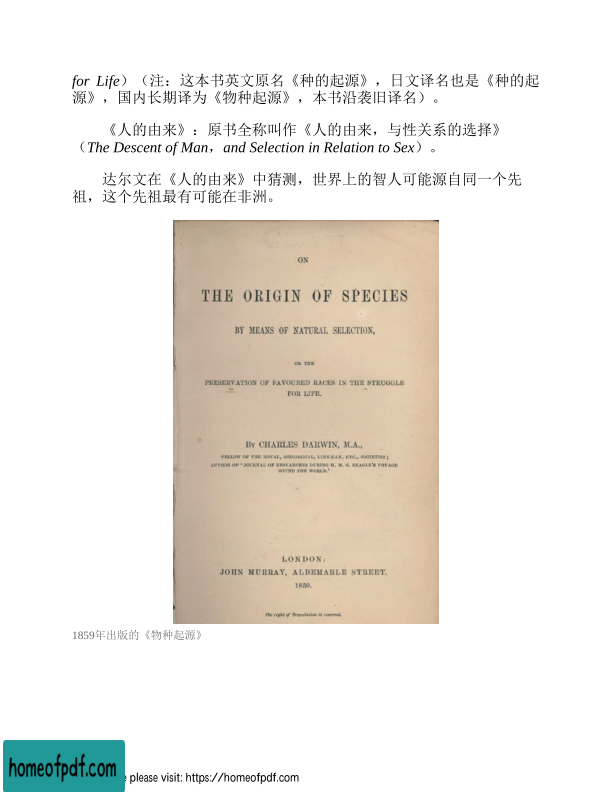 for Life）（注：这本书英文原名《种的起源》，日文译名也是《种的起
源》，国内长期译为《物种起源》，本书沿袭旧译名）。
《人的由来》：原书全称叫作《人的由来，与性关系的选择》
（The Descent of Man，and Selection in Relation to Sex）。
达尔文在《人的由来》中猜测，世界上的智人可能源自同一个先
祖，这个先祖最有可能在非洲。
ON
THE ORIGIN OF SPECIES
BY MEANS OF NATURAL SELECTION,
OR THE
PRESERVATION OF FAVOURED RACES IN THE STRUGGLE
FOR LIFE.
BY CHARLES DARWIN, M.A.,
FELLOW OF THE ROYAL, GEOLOGICAL, LINNÆAN, ETC., SOCIETIES;
AUTHOR OF 'JOURNAL OF RESEARCHES DURING H. M. S. BEAGLE'S VOYAGE
ROUND THE WORLD.'
LONDON:
JOHN MURRAY, ALBEMARLE STREET.
1859.
The right of Translation is reserved.
1859年出版的《物种起源》
homeofpdf.com
please visit: https://homeofpdf.com